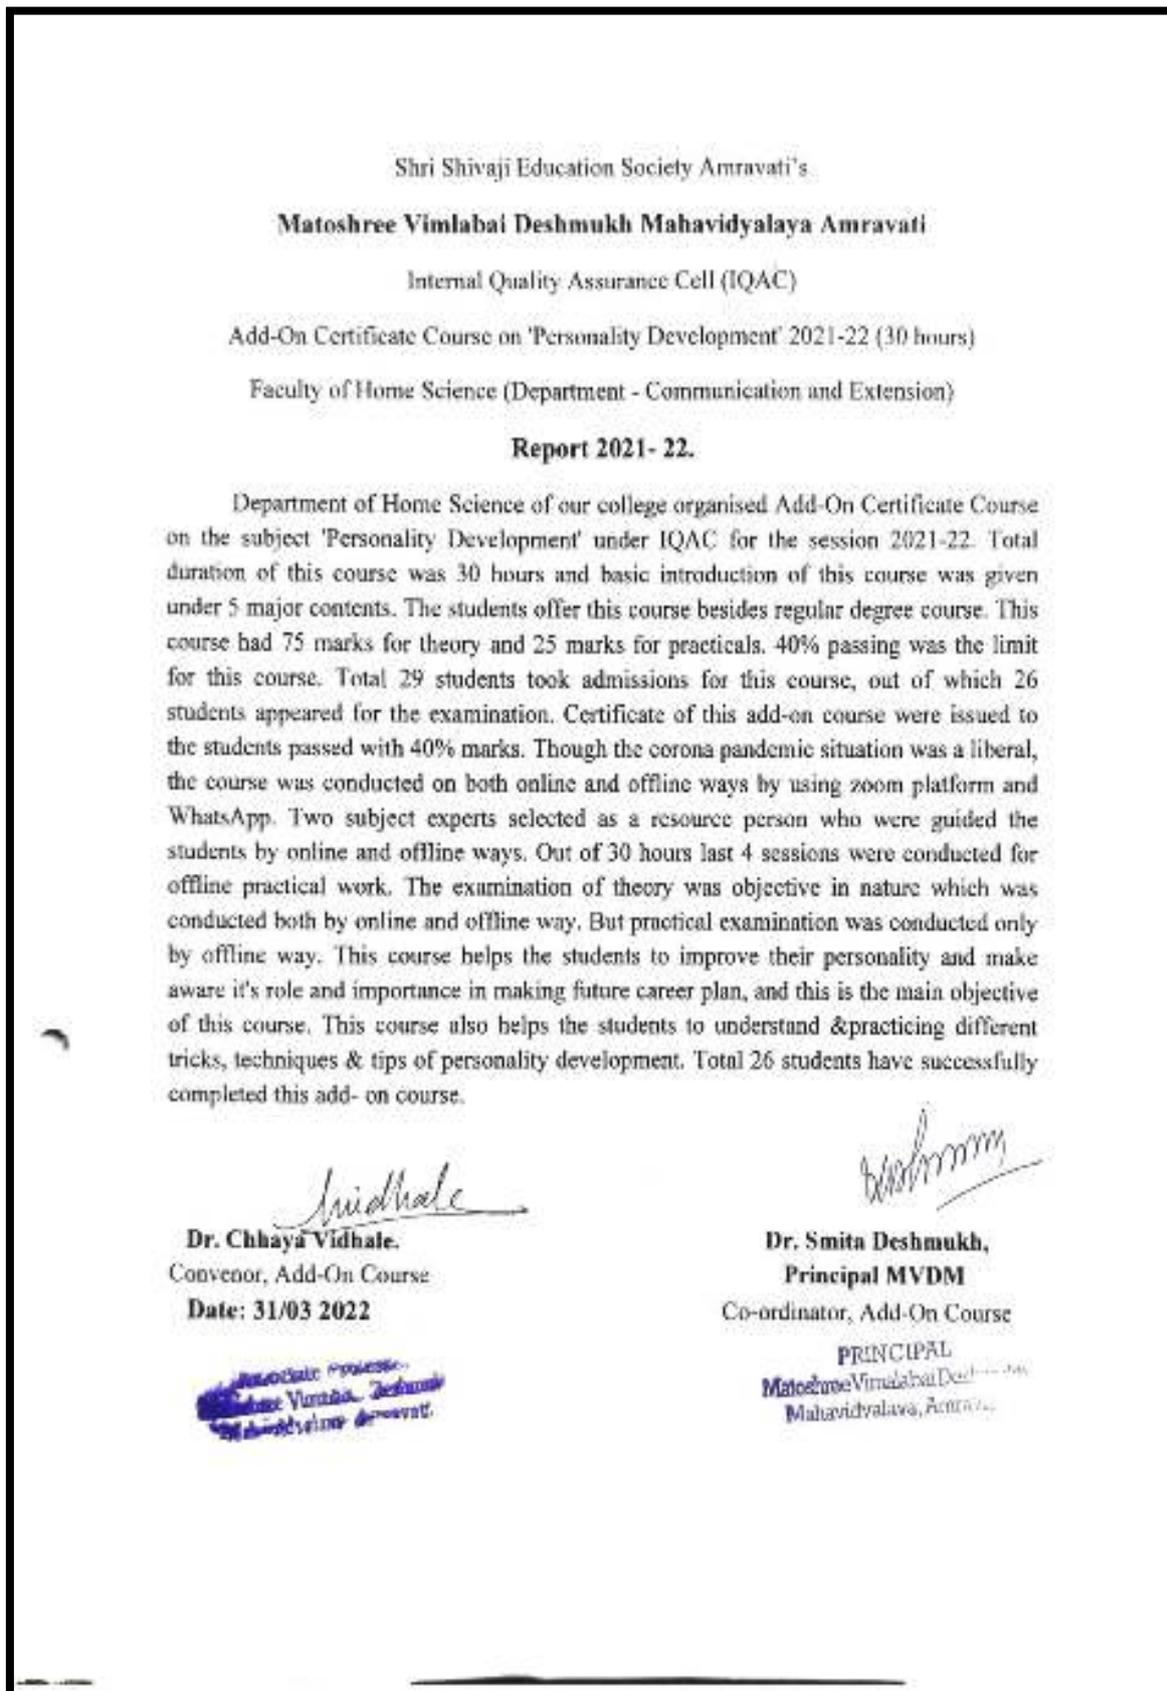 Shri Shivaji Education Society Amravati's
Matoshree Vimlabai Deshmukh Mahavidyalaya Amravati
Internal Quality Assurance Cell (IQAC)
Add-On Certificate Course on 'Personality Development' 2021-22 (30 hours)
Faculty of Home Science (Department - Communication and Extension)
Report 2021- 22.
Department of Home Science of our college organised Add-On Certificate Course
on the subject 'Personality Development' under IQAC for the session 2021-22. Total
duration of this course was 30 hours and basic introduction of this course was given
under 5 major contents. The students offer this course besides regular degree course. This
course had 75 marks for theory and 25 marks for practicals. 40% passing was the limit
for this course. Total 29 students took admissions for this course, out of which 26
students appeared for the examination. Certificate of this add-on course were issued to
the students passed with 40% marks. Though the corona pandemic situation was a liberal,
the course was conducted on both online and offline ways by using zoom platform and
WhatsApp. Two subject experts selected as a resource person who were guided the
students by online and offline ways. Out of 30 hours last 4 sessions were conducted for
offline practical work. The examination of theory was objective in nature which was
conducted both by online and offline way. But practical examination was conducted only
by offline way. This course helps the students to improve their personality and make
aware it's role and importance in making future career plan, and this is the main objective
of this course. This course also helps the students to understand &practicing different
tricks, techniques & tips of personality development. Total 26 students have successfully
completed this add- on course.
Dr. Chhaya Vidhale.
Convenor, Add-On Course
Date: 31/03 2022
Dr. Smita Deshmukh,
Principal MVDM
Co-ordinator, Add-On Course
PRINCIPAL
Matoshree Vimalabai
Mahavidyalaya,